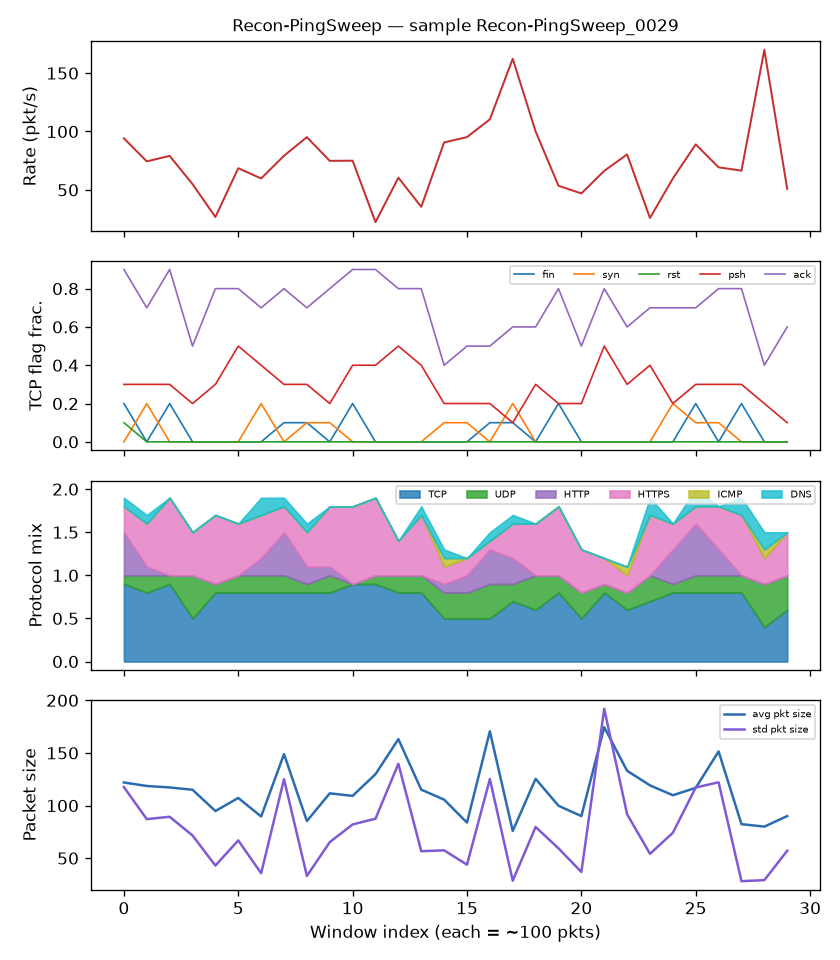 Recon-PingSweep — sample Recon-PingSweep_0029
Rate (pkt/s)
150
100
50
TCP flag frac.
0.8
0.6
0.4
0.2
0.0
fin syn rst psh ack
Protocol mix
2.0
1.5
1.0
0.5
0.0
TCP UDP HTTP HTTPS ICMP DNS
Packet size
200
150
100
50
avg pkt size
std pkt size
0 5 10 15 20 25 30
Window index (each = ~100 pkts)